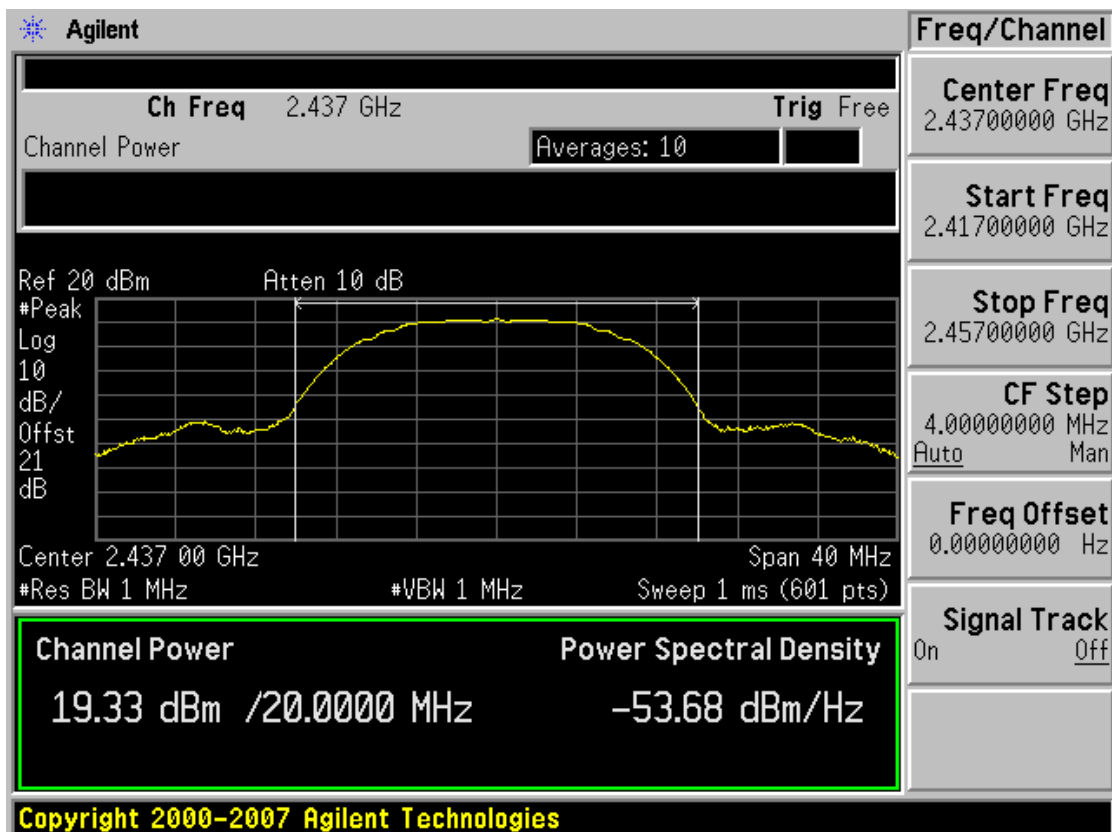 Agilent
Freq/Channel
Ch Freq 2.437 GHz Trig Free
Channel Power Averages: 10
Ref 20 dBm Atten 10 dB
#Peak
Log
10
dB/
Offst
21
dB
Center 2.437 00 GHz Span 40 MHz
#Res BW 1 MHz #VBW 1 MHz Sweep 1 ms (601 pts)
Channel Power Power Spectral Density
19.33 dBm /20.0000 MHz -53.68 dBm/Hz
Center Freq
2.43700000 GHz
Start Freq
2.41700000 GHz
Stop Freq
2.45700000 GHz
CF Step
4.00000000 MHz
Auto Man
Freq Offset
0.00000000 Hz
Signal Track
On Off
Copyright 2000-2007 Agilent Technologies